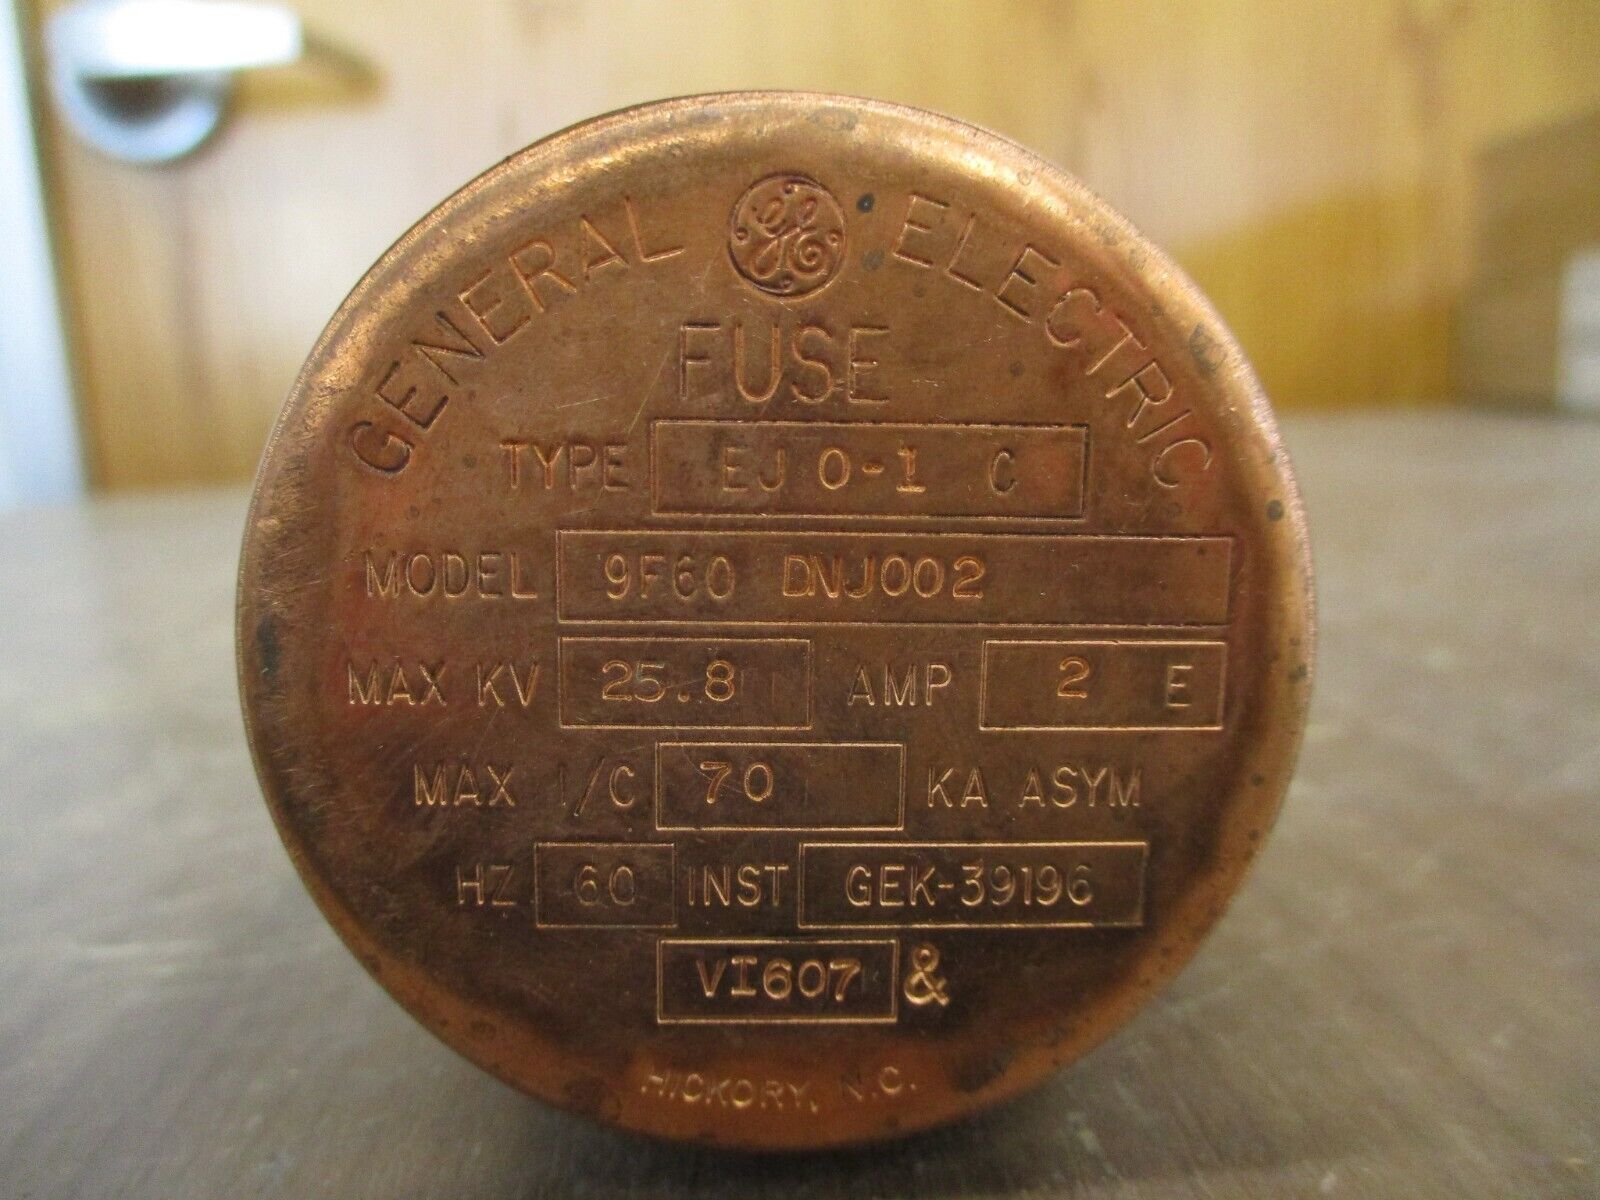 GENERAL GE ELECTRIC
FUSE
TYPE EJ O-1 C
MODEL 9F60 DNJ002
MAX KV 25.8 AMP 2 E
MAX I/C 70 KA ASYM
HZ 60 INST GEK-39196
VI607 &
HICKORY, N.C.